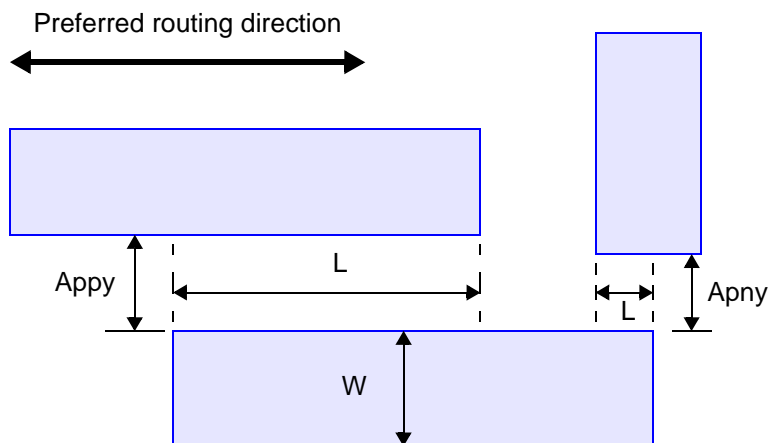 Preferred routing direction
L
Appy
Apny
L
W